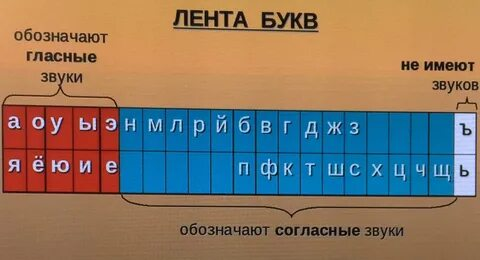 ЛЕНТА БУКВ
обозначают
гласные
звуки
не имеют
звуков
а о у ы э н м л р й б в г д ж з ъ
я ё ю и е п ф к т ш с х ц ч щ ь
обозначают согласные звуки